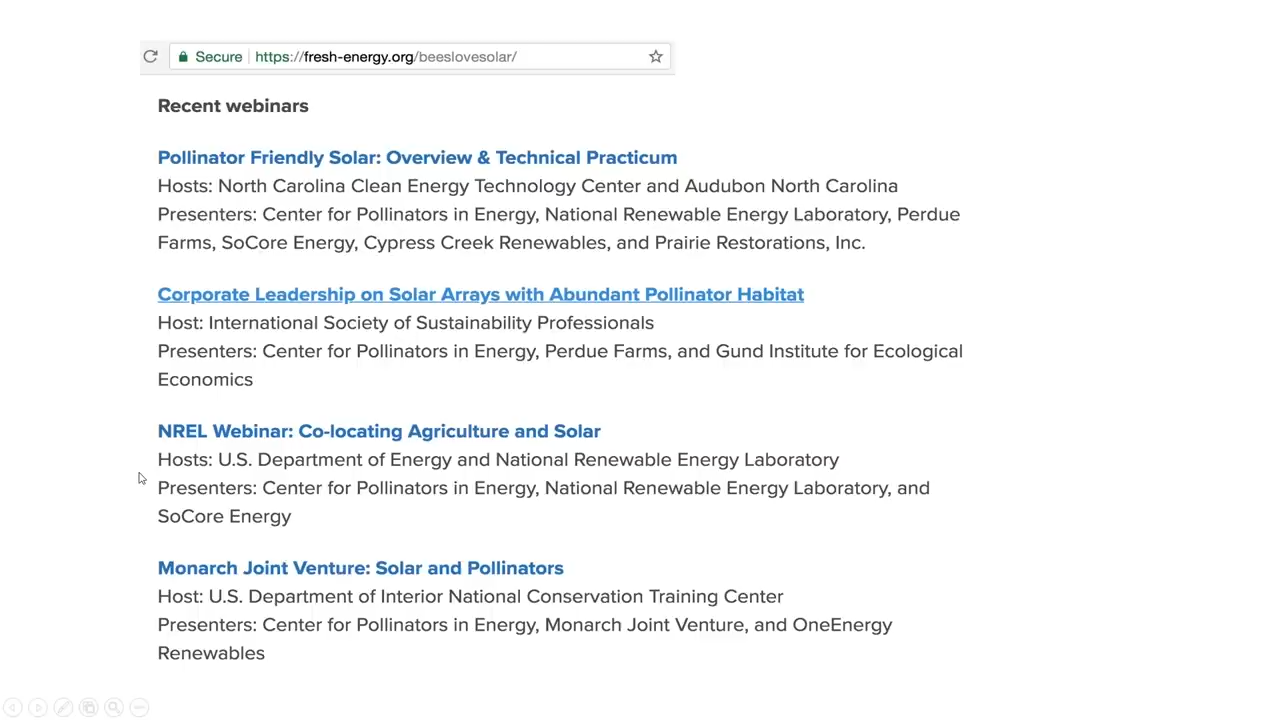 Secure https://fresh-energy.org/beeslovesolar/
Recent webinars
Pollinator Friendly Solar: Overview & Technical Practicum
Hosts: North Carolina Clean Energy Technology Center and Audubon North Carolina
Presenters: Center for Pollinators in Energy, National Renewable Energy Laboratory, Perdue
Farms, SoCore Energy, Cypress Creek Renewables, and Prairie Restorations, Inc.
Corporate Leadership on Solar Arrays with Abundant Pollinator Habitat
Host: International Society of Sustainability Professionals
Presenters: Center for Pollinators in Energy, Perdue Farms, and Gund Institute for Ecological
Economics
NREL Webinar: Co-locating Agriculture and Solar
Hosts: U.S. Department of Energy and National Renewable Energy Laboratory
Presenters: Center for Pollinators in Energy, National Renewable Energy Laboratory, and
SoCore Energy
Monarch Joint Venture: Solar and Pollinators
Host: U.S. Department of Interior National Conservation Training Center
Presenters: Center for Pollinators in Energy, Monarch Joint Venture, and OneEnergy
Renewables